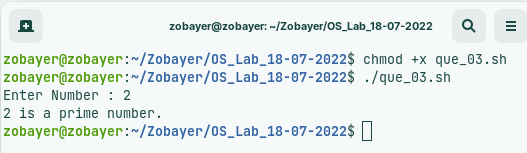 zobayer@zobayer: ~/Zobayer/OS_Lab_18-07-2022
zobayer@zobayer:~/Zobayer/OS_Lab_18-07-2022$ chmod +x que_03.sh
zobayer@zobayer:~/Zobayer/OS_Lab_18-07-2022$ ./que_03.sh
Enter Number : 2
2 is a prime number.
zobayer@zobayer:~/Zobayer/OS_Lab_18-07-2022$